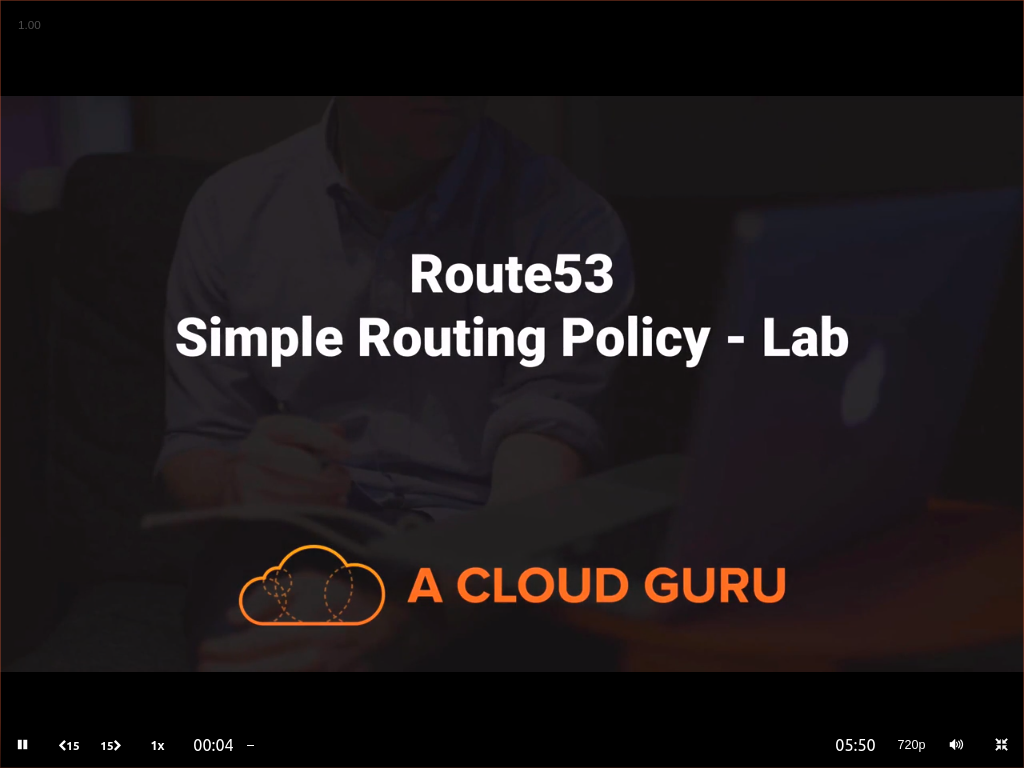 1.00
Route53
Simple Routing Policy - Lab
A CLOUD GURU
15 15 1x 00:04 05:50 720p